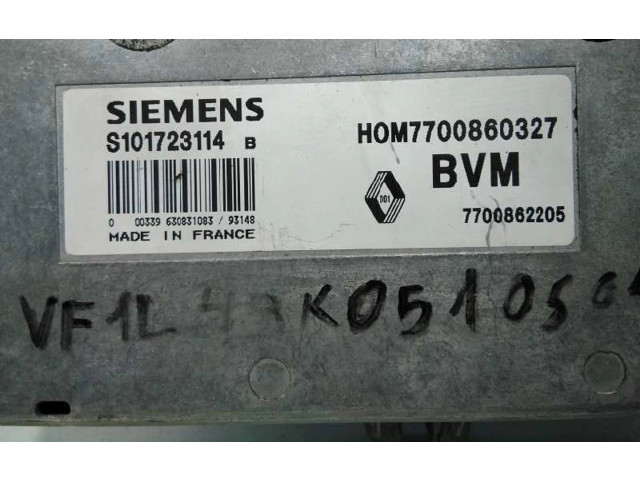 SIEMENS
S101723114 B
0 00339 630831083 / 93148
MADE IN FRANCE
HOM7700860327
BVM
7700862205